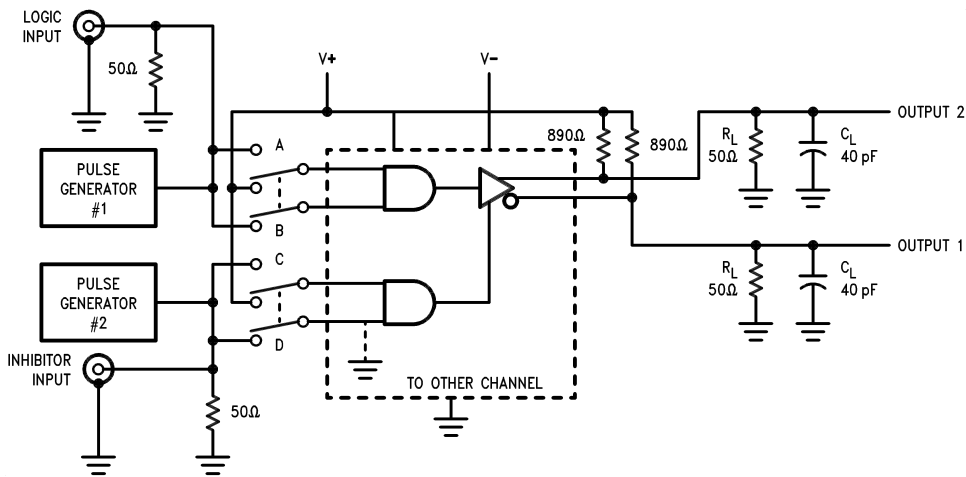 LOGIC
INPUT
50Ω
V+
V−
PULSE
GENERATOR
#1
A
B
890Ω
890Ω
OUTPUT 2
RL
50Ω
CL
40 pF
PULSE
GENERATOR
#2
C
D
OUTPUT 1
RL
50Ω
CL
40 pF
INHIBITOR
INPUT
50Ω
TO OTHER CHANNEL